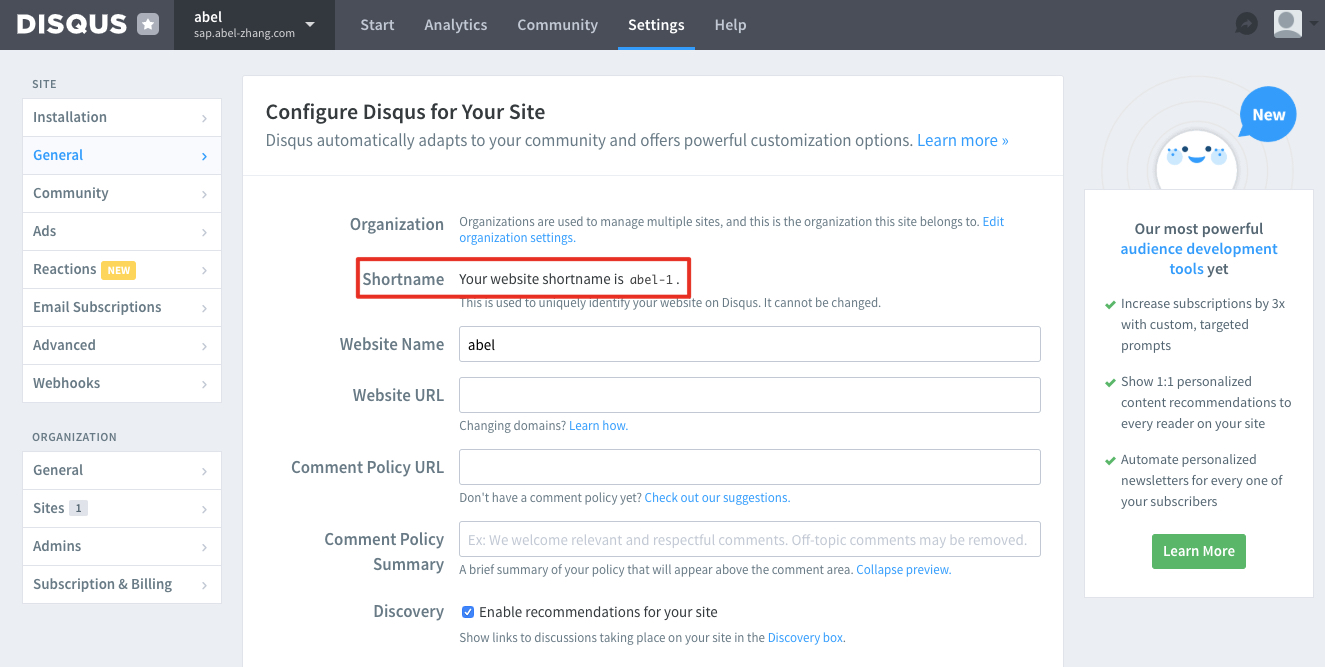 DISQUS
abel
sap.abel-zhang.com
Start
Analytics
Community
Settings
Help
SITE
Installation
General
Community
Ads
Reactions NEW
Email Subscriptions
Advanced
Webhooks
ORGANIZATION
General
Sites 1
Admins
Subscription & Billing
Configure Disqus for Your Site
Disqus automatically adapts to your community and offers powerful customization options. Learn more »
Organization
Organizations are used to manage multiple sites, and this is the organization this site belongs to. Edit
organization settings.
Shortname
Your website shortname is abel-1.
This is used to uniquely identify your website on Disqus. It cannot be changed.
Website Name
abel
Website URL
Changing domains? Learn how.
Comment Policy URL
Don't have a comment policy yet? Check out our suggestions.
Comment Policy
Summary
Ex: We welcome relevant and respectful comments. Off-topic comments may be removed.
A brief summary of your policy that will appear above the comment area. Collapse preview.
Discovery
Enable recommendations for your site
Show links to discussions taking place on your site in the Discovery box.
New
Our most powerful
audience development
tools yet
Increase subscriptions by 3x
with custom, targeted
prompts
Show 1:1 personalized
content recommendations to
every reader on your site
Automate personalized
newsletters for every one of
your subscribers
Learn More